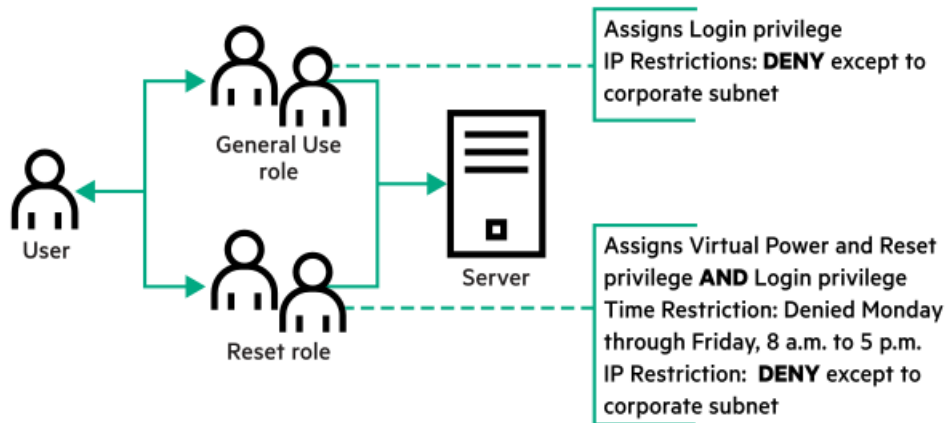 Assigns Login privilege
IP Restrictions: DENY except to
corporate subnet
General Use
role
User
Server
Assigns Virtual Power and Reset
privilege AND Login privilege
Time Restriction: Denied Monday
through Friday, 8 a.m. to 5 p.m.
IP Restriction: DENY except to
corporate subnet
Reset role